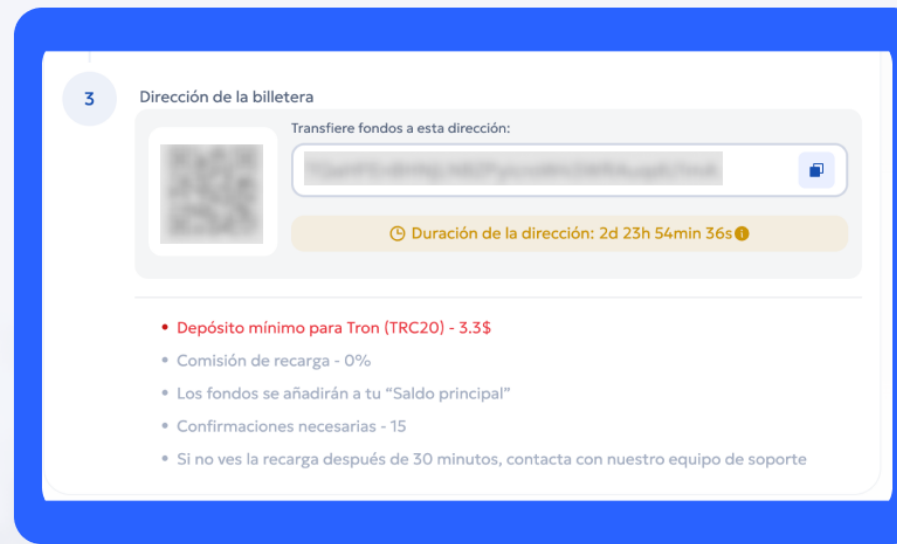 3
Dirección de la billetera
Transfiere fondos a esta dirección:
Duración de la dirección: 2d 23h 54min 36s
• Depósito mínimo para Tron (TRC20) - 3.3$
• Comisión de recarga - 0%
• Los fondos se añadirán a tu “Saldo principal”
• Confirmaciones necesarias - 15
• Si no ves la recarga después de 30 minutos, contacta con nuestro equipo de soporte